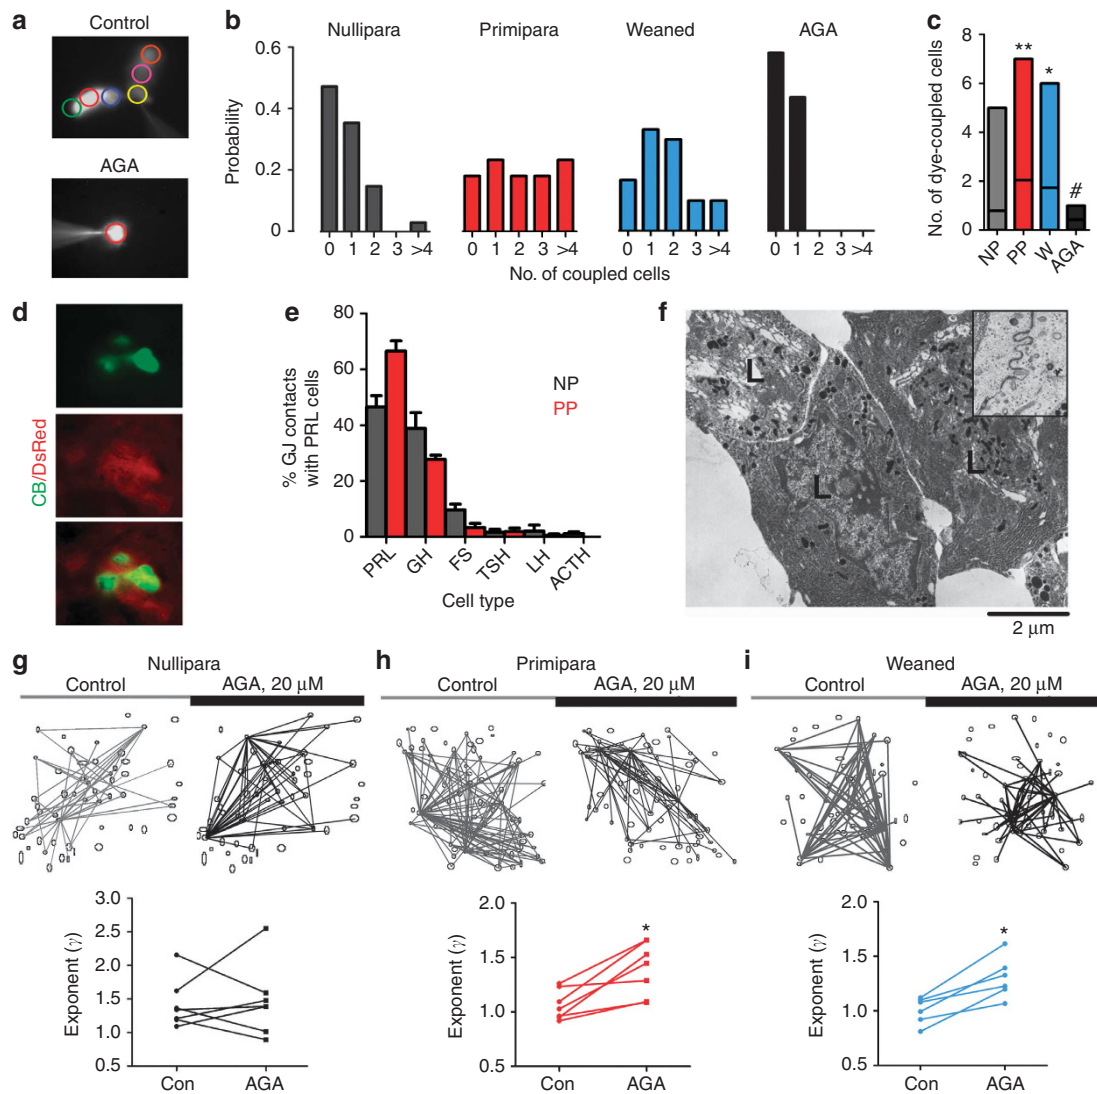 a
Control
AGA
b
Nullipara
Primipara
Weaned
AGA
Probability
0.6
0.4
0.2
0
0 1 2 3 >4
0 1 2 3 >4
0 1 2 3 >4
0 1 2 3 >4
No. of coupled cells
c
No. of dye-coupled cells
8
6
4
2
0
**
*
#
NP
PP
W
AGA
d
CB/DsRed
e
% GJ contacts
with PRL cells
80
60
40
20
0
NP
PP
PRL
GH
FS
TSH
LH
ACTH
Cell type
f
L
L
L
2 μm
g
Nullipara
Control
AGA, 20 μM
Exponent (γ)
3.0
2.5
2.0
1.5
1.0
0.5
Con
AGA
h
Primipara
Control
AGA, 20 μM
Exponent (γ)
2.0
1.5
1.0
0.5
*
Con
AGA
i
Weaned
Control
AGA, 20 μM
Exponent (γ)
2.0
1.5
1.0
0.5
*
Con
AGA